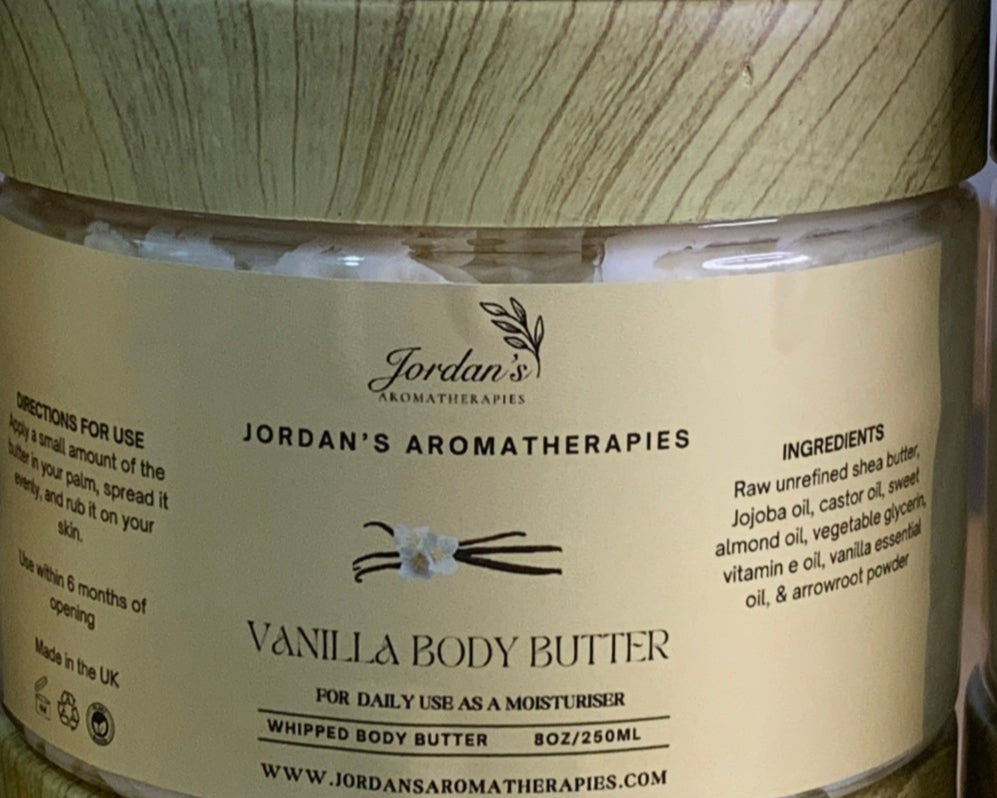 Jordan's
AROMATHERAPIES
JORDAN'S AROMATHERAPIES
DIRECTIONS FOR USE
Apply a small amount of the
butter in your palm, spread it
evenly, and rub it on your
skin.
Use within 6 months of
opening
Made in the UK
VANILLA BODY BUTTER
FOR DAILY USE AS A MOISTURISER
WHIPPED BODY BUTTER 8OZ/250ML
WWW.JORDANSAROMATHERAPIES.COM
INGREDIENTS
Raw unrefined shea butter,
Jojoba oil, castor oil, sweet
almond oil, vegetable glycerin,
vitamin e oil, vanilla essential
oil, & arrowroot powder